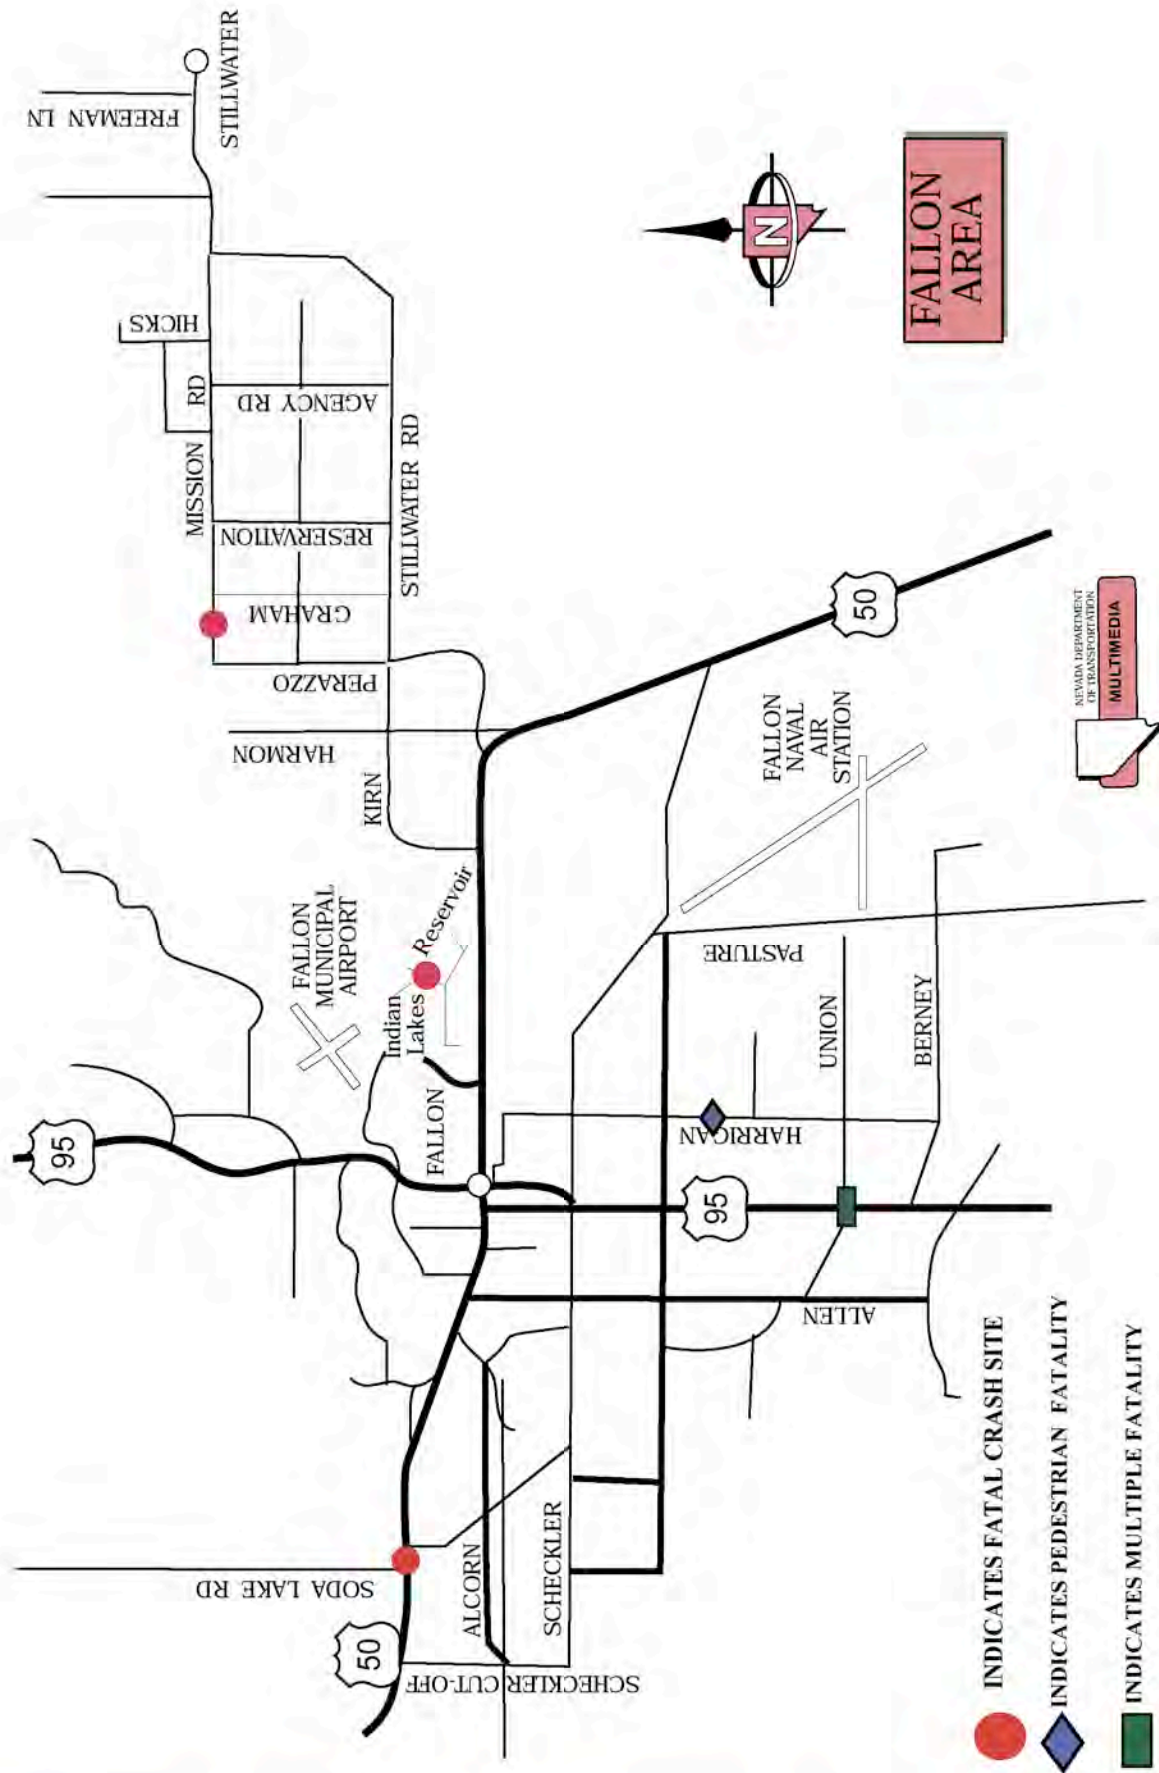 FREEMAN LN
STILLWATER
HICKS
MISSION RD
AGENCY RD
RESERVATION
STILLWATER RD
GRAHAM
PERAZZO
HARMON
KIRN
50
95
FALLON
MUNICIPAL
AIRPORT
Indian
Lakes
Reservoir
FALLON
FALLON
NAVAL
AIR
STATION
PASTURE
UNION
BERNEY
HARRIGAN
95
ALLEN
SODA LAKE RD
50
ALCORN
SCHECKLER
SCHECKLER CUT-OFF
N
FALLON
AREA
NEVADA DEPARTMENT
OF TRANSPORTATION
MULTIMEDIA
INDICATES FATAL CRASH SITE
INDICATES PEDESTRIAN FATALITY
INDICATES MULTIPLE FATALITY